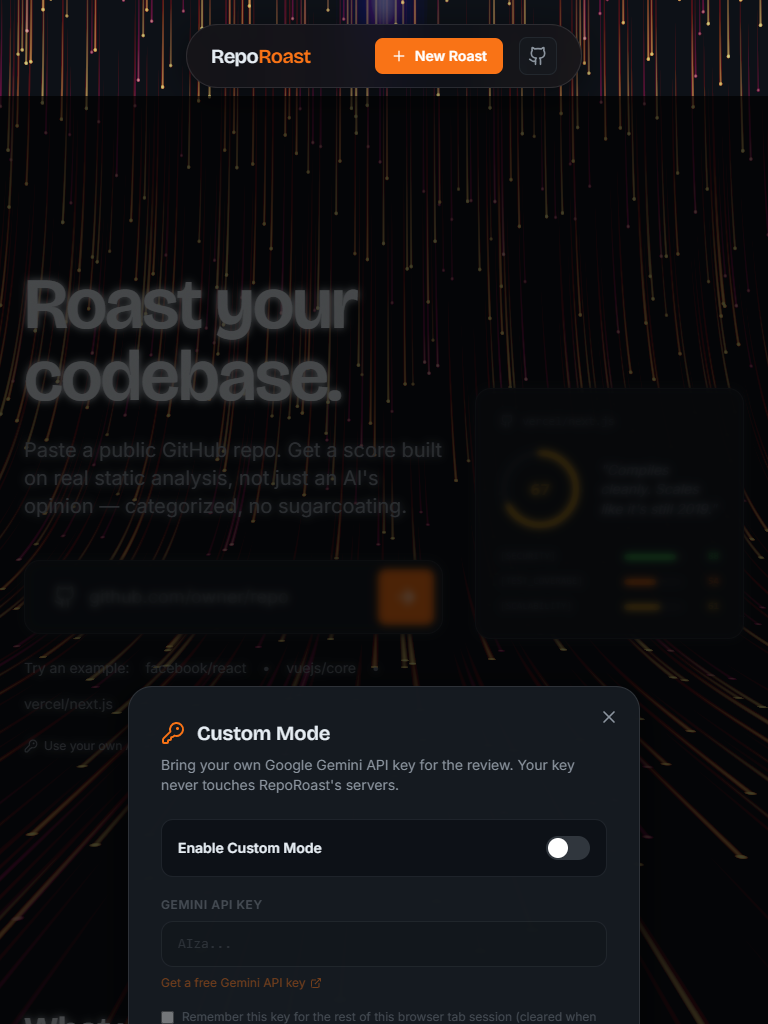 RepoRoast
New Roast
Roast your
codebase.
Paste a public GitHub repo. Get a score built
on real static analysis, not just an AI's
opinion — categorized, no sugarcoating.
github.com/owner/repo
Try an example: facebook/react • vuejs/core •
vercel/next.js
Use your own
Custom Mode
Bring your own Google Gemini API key for the review. Your key
never touches RepoRoast's servers.
Enable Custom Mode
GEMINI API KEY
AIza...
Get a free Gemini API key
Remember this key for the rest of this browser tab session (cleared when